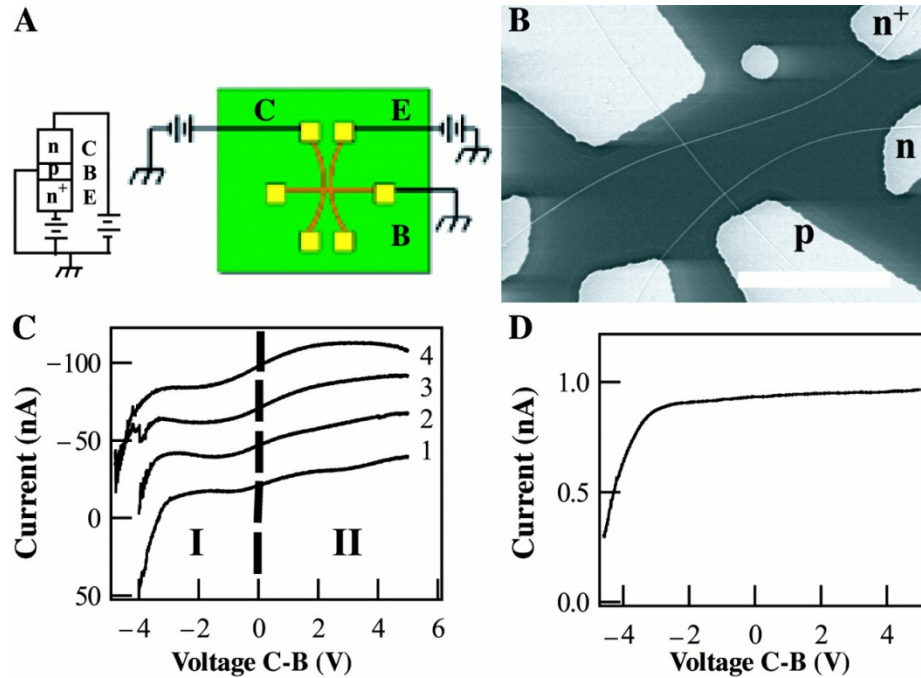 A
n C
p B
n+ E
C E
B
B
n+
n
p
C
Current (nA)
−100
−50
0
50
4
3
2
1
I II
−4 −2 0 2 4 6
Voltage C-B (V)
D
Current (nA)
1.0
0.5
0.0
−4 −2 0 2 4
Voltage C-B (V)